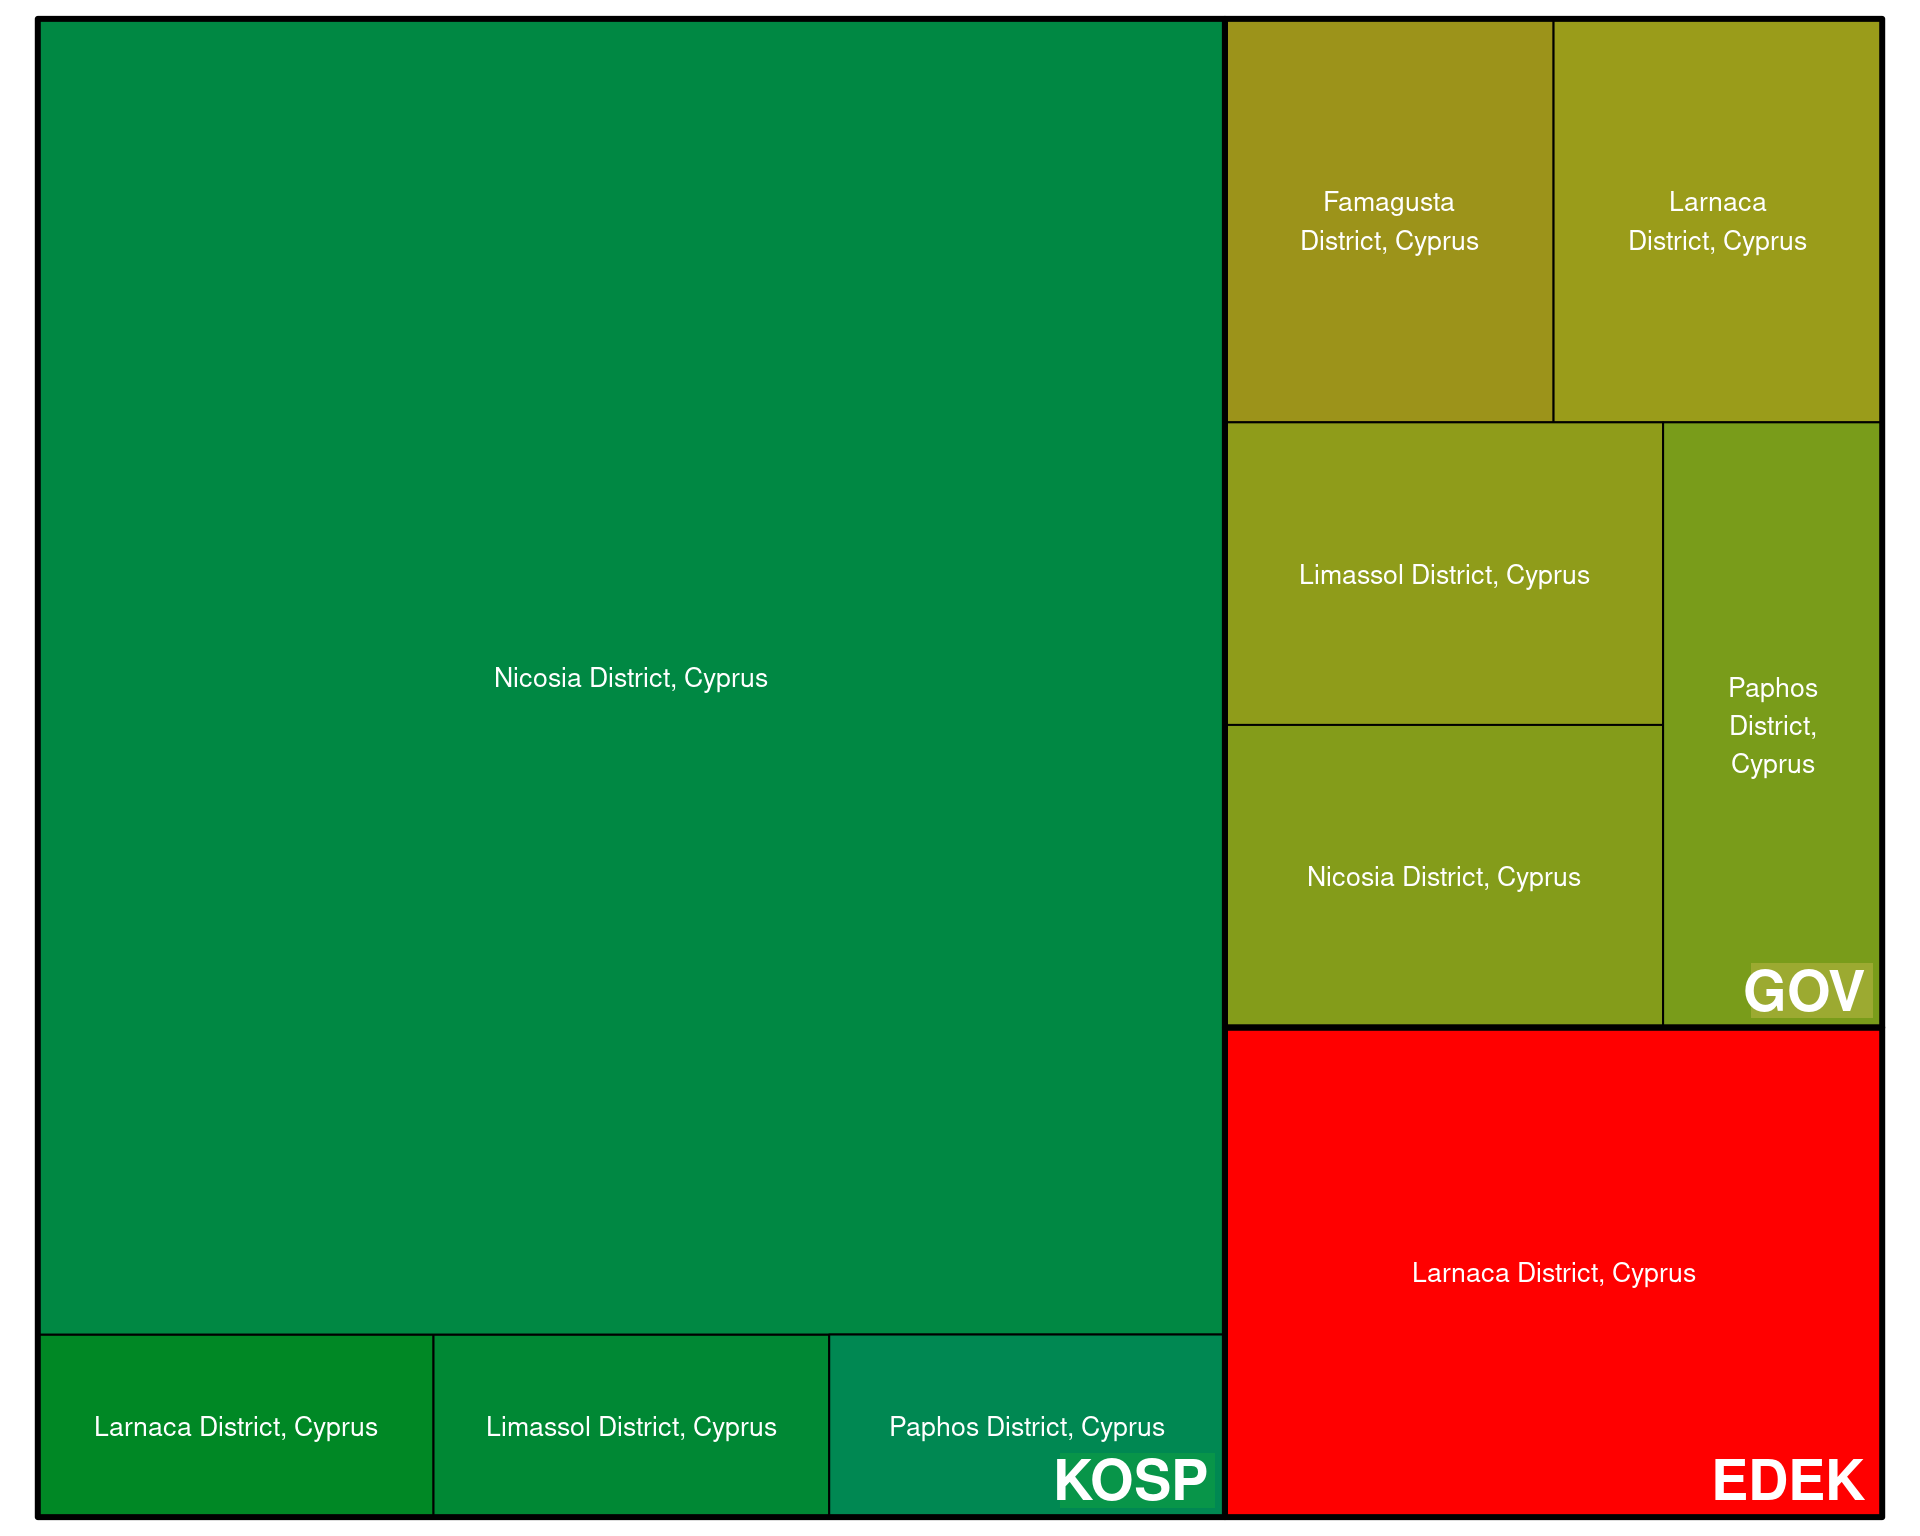 Nicosia District, Cyprus
Larnaca District, Cyprus
Limassol District, Cyprus
Paphos District, Cyprus
KOSP
Famagusta
District, Cyprus
Larnaca
District, Cyprus
Limassol District, Cyprus
Nicosia District, Cyprus
Paphos
District,
Cyprus
GOV
Larnaca District, Cyprus
EDEK